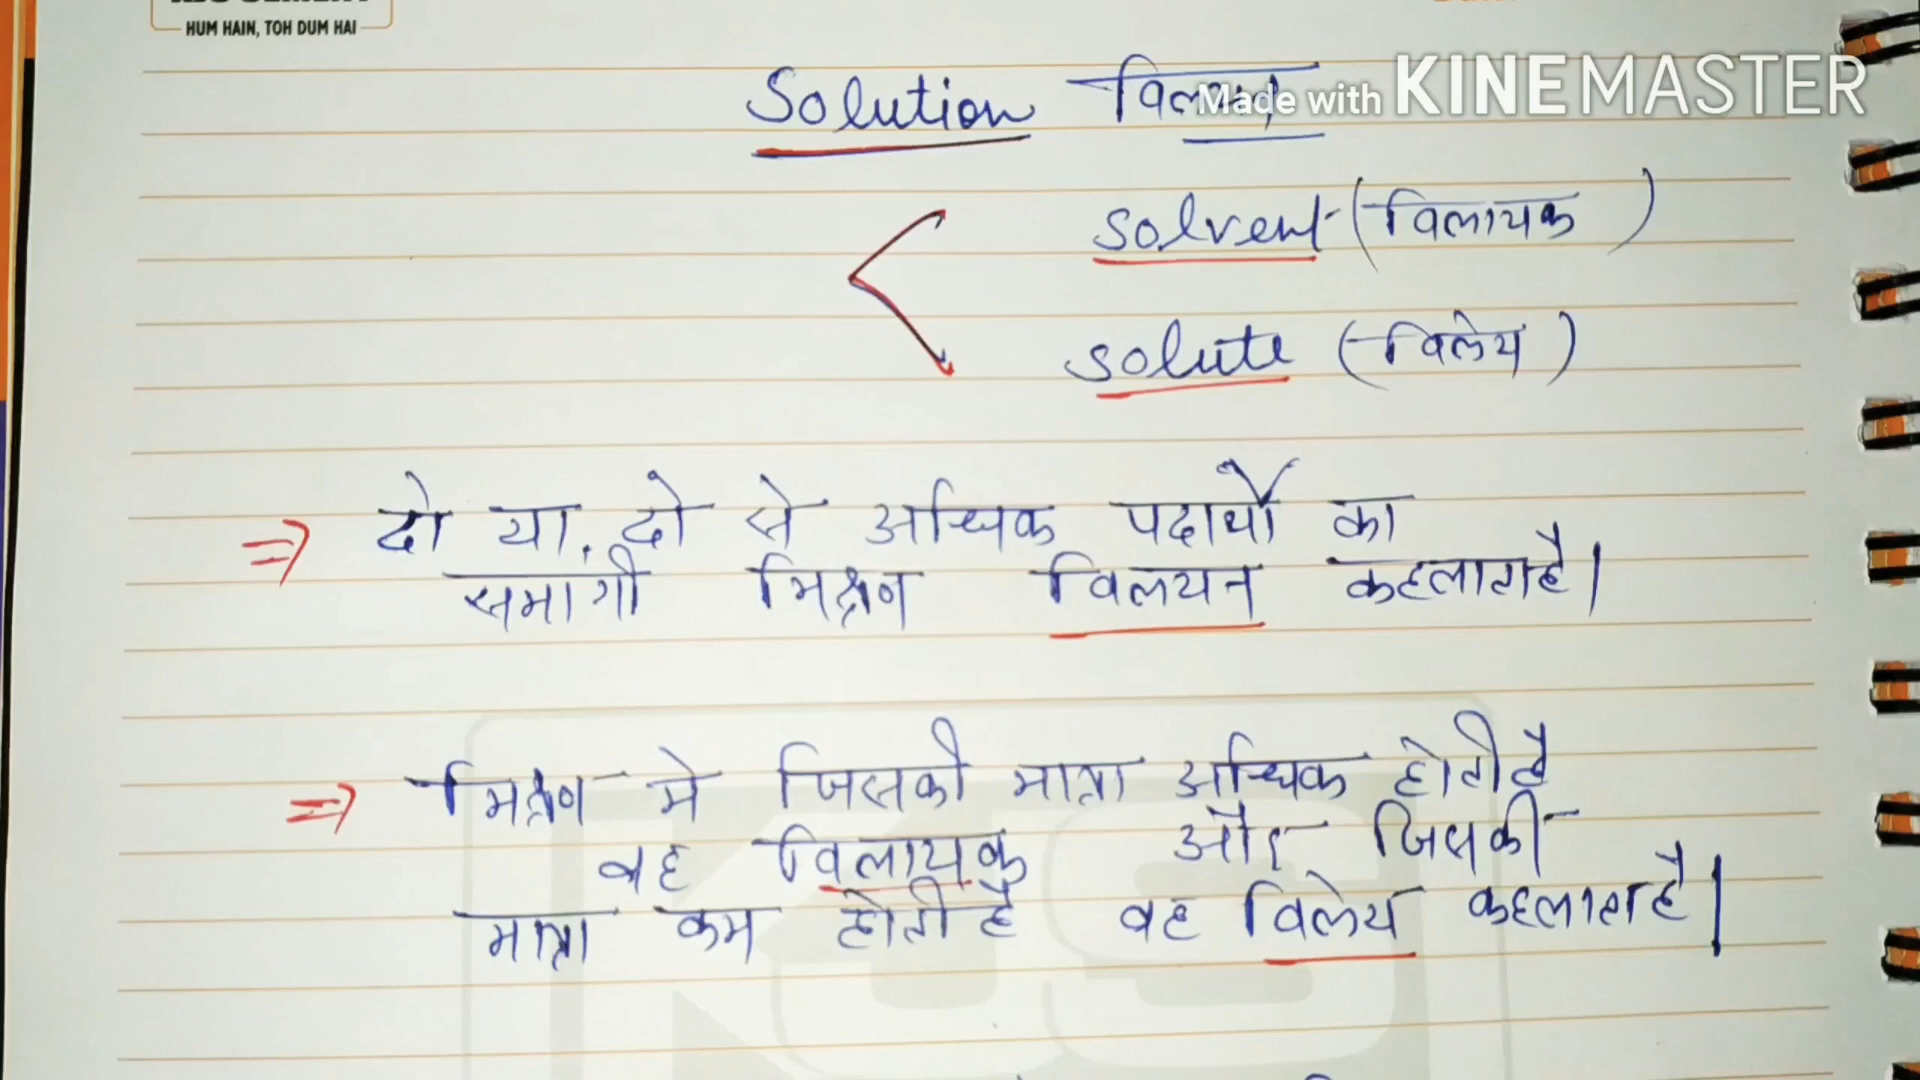 HUM HAIN, TOH DUM HAI
Solution विलयन
Made with KINEMASTER
solvent (विलायक)
solute (विलेय)
⇒ दो या दो से अधिक पदार्थो का
समांगी मिश्रण विलयन कहलाता है।
⇒ मिश्रण मे जिसकी मात्रा अधिक होती है
वह विलायक और जिसकी
मात्रा कम होती है वह विलेय कहलाता है।